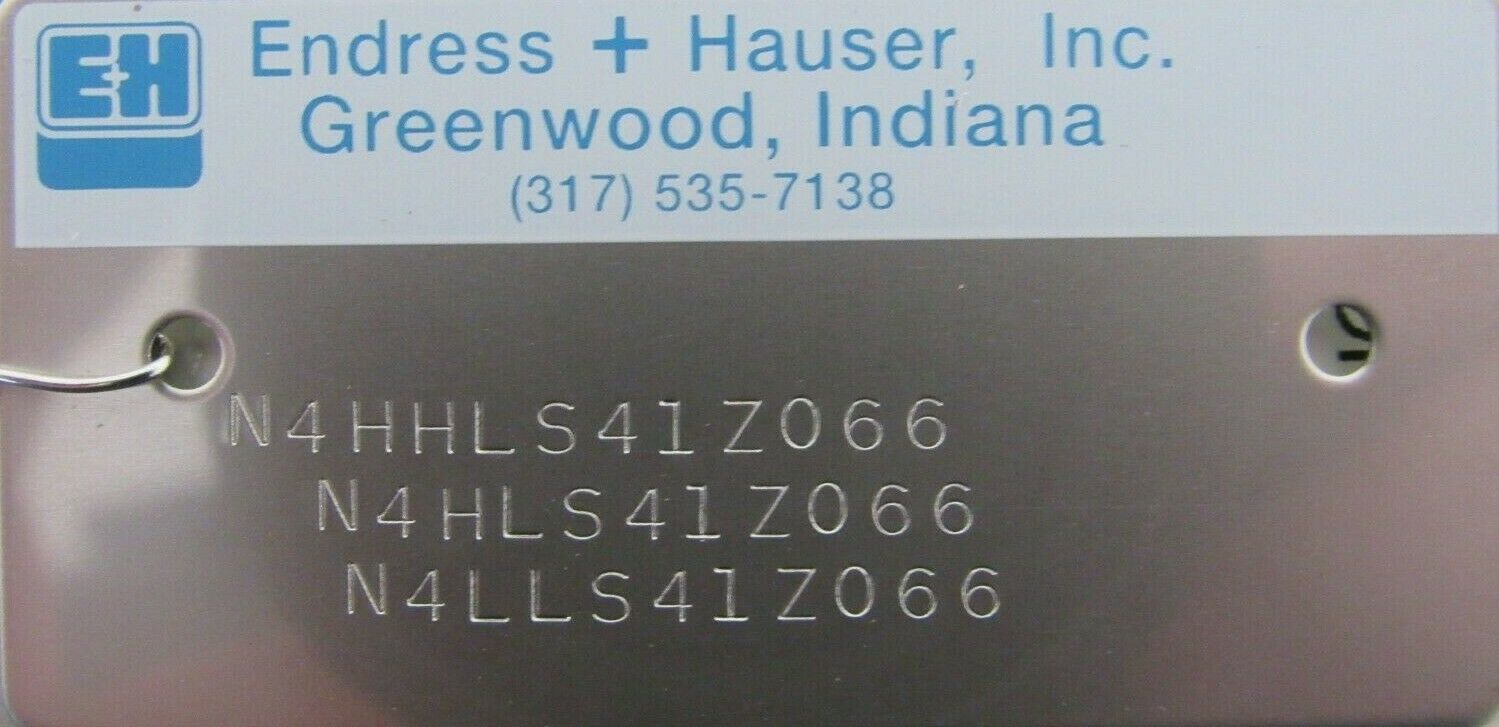 E+H
Endress + Hauser, Inc.
Greenwood, Indiana
(317) 535-7138
N4HHLS41Z066
N4HLS41Z066
N4LLS41Z066